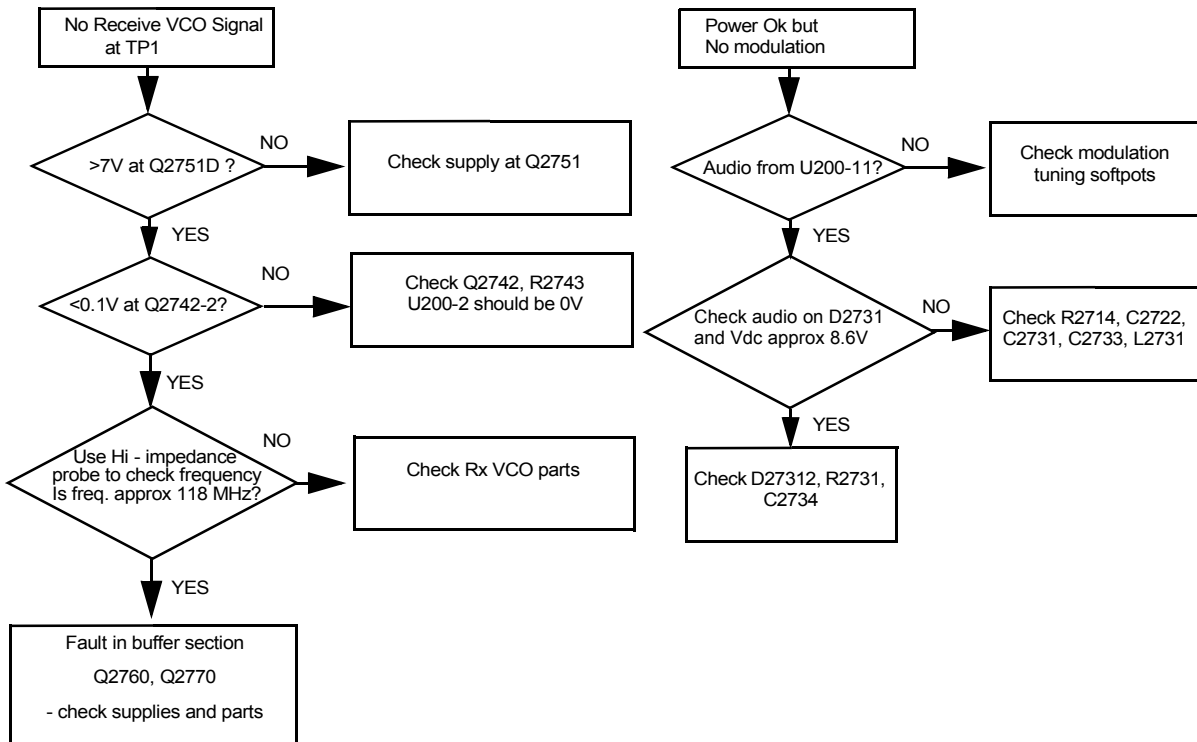 No Receive VCO Signal
at TP1
>7V at Q2751D ?
NO
Check supply at Q2751
YES
<0.1V at Q2742-2?
NO
Check Q2742, R2743
U200-2 should be 0V
YES
Use Hi - impedance
probe to check frequency
Is freq. approx 118 MHz?
NO
Check Rx VCO parts
YES
Fault in buffer section
Q2760, Q2770
- check supplies and parts
Power Ok but
No modulation
Audio from U200-11?
NO
Check modulation
tuning softpots
YES
Check audio on D2731
and Vdc approx 8.6V
NO
Check R2714, C2722,
C2731, C2733, L2731
YES
Check D27312, R2731,
C2734